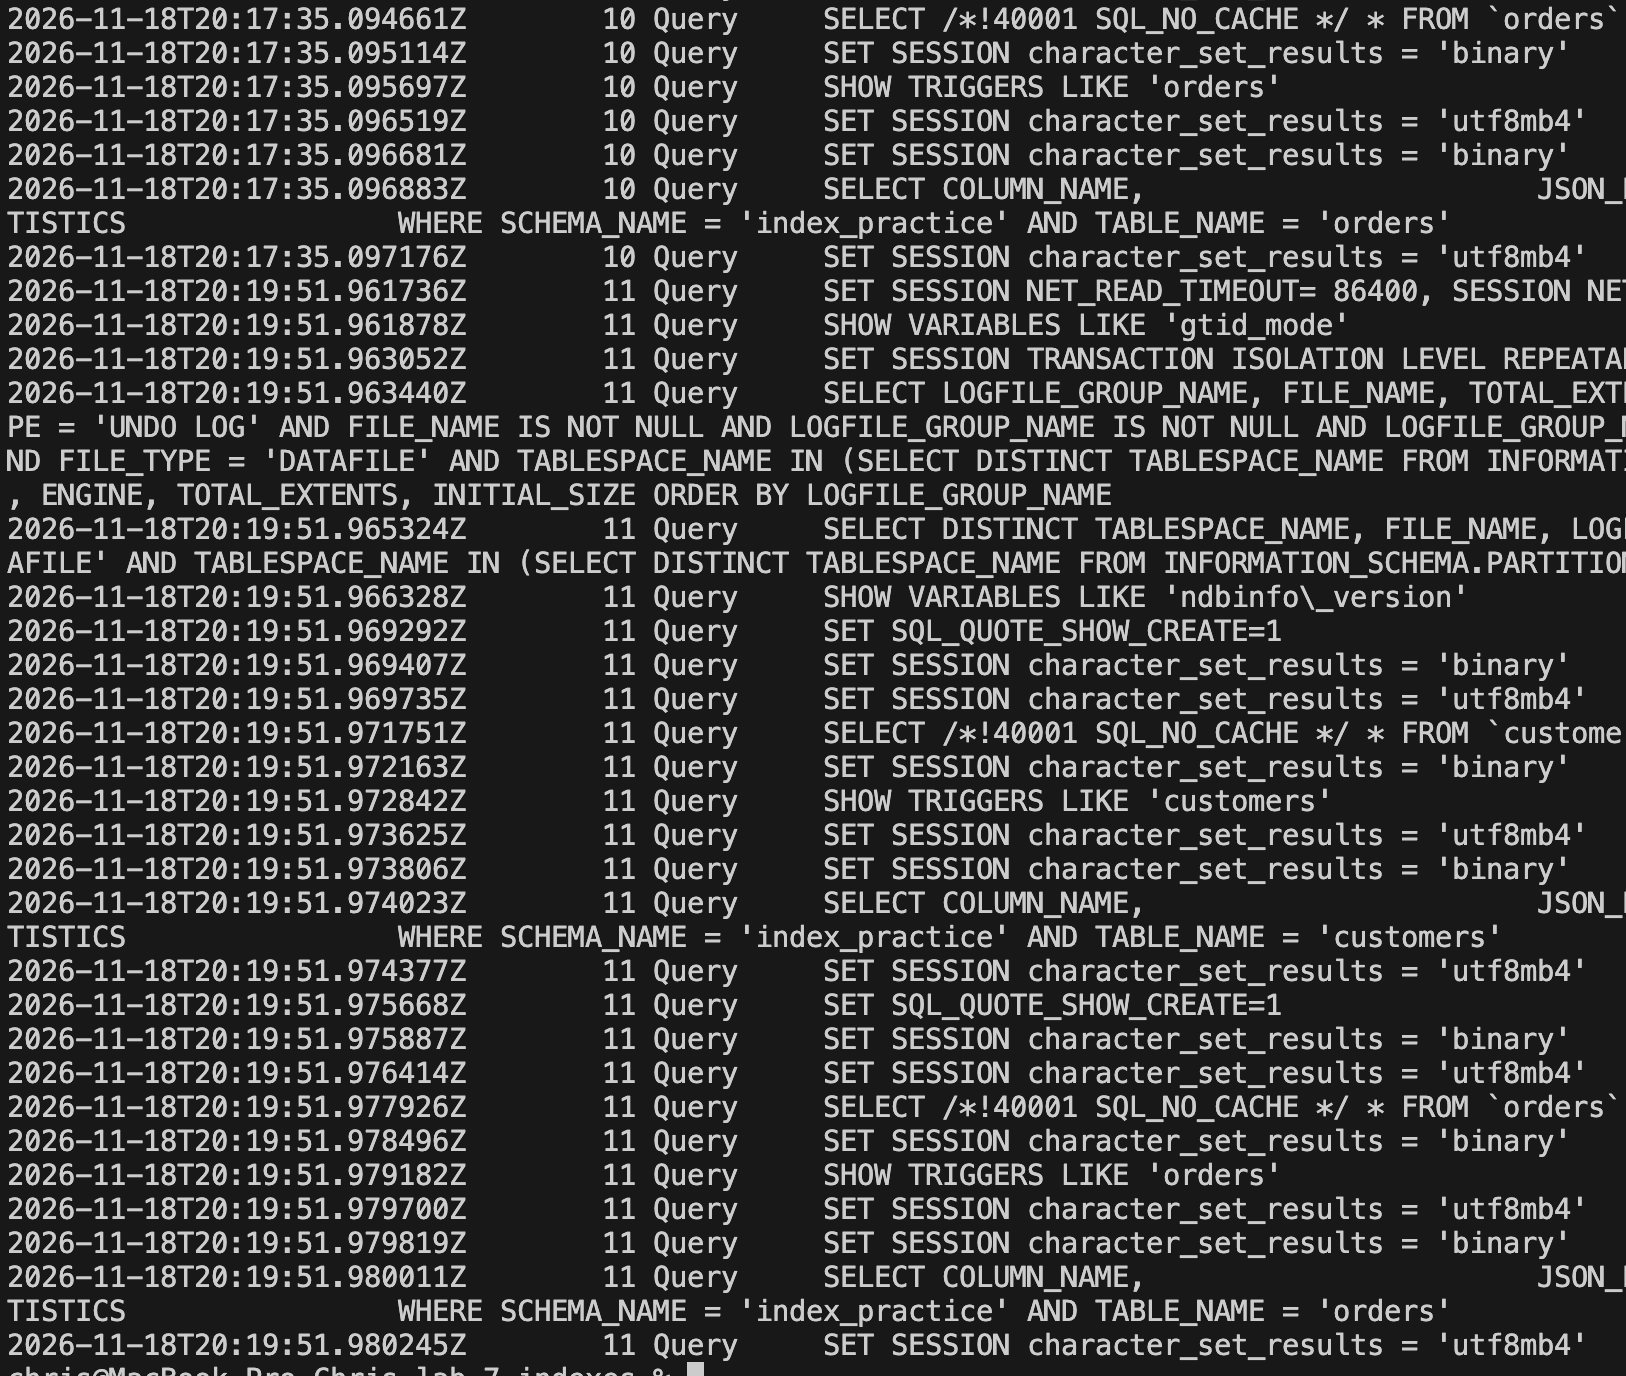 2026-11-18T20:17:35.094661Z        10 Query     SELECT /*!40001 SQL_NO_CACHE */ * FROM `orders`
2026-11-18T20:17:35.095114Z        10 Query     SET SESSION character_set_results = 'binary'
2026-11-18T20:17:35.095697Z        10 Query     SHOW TRIGGERS LIKE 'orders'
2026-11-18T20:17:35.096519Z        10 Query     SET SESSION character_set_results = 'utf8mb4'
2026-11-18T20:17:35.096681Z        10 Query     SET SESSION character_set_results = 'binary'
2026-11-18T20:17:35.096883Z        10 Query     SELECT COLUMN_NAME,                       JSON_
TISTICS                WHERE SCHEMA_NAME = 'index_practice' AND TABLE_NAME = 'orders'
2026-11-18T20:17:35.097176Z        10 Query     SET SESSION character_set_results = 'utf8mb4'
2026-11-18T20:19:51.961736Z        11 Query     SET SESSION NET_READ_TIMEOUT= 86400, SESSION NET
2026-11-18T20:19:51.961878Z        11 Query     SHOW VARIABLES LIKE 'gtid_mode'
2026-11-18T20:19:51.963052Z        11 Query     SET SESSION TRANSACTION ISOLATION LEVEL REPEATA
2026-11-18T20:19:51.963440Z        11 Query     SELECT LOGFILE_GROUP_NAME, FILE_NAME, TOTAL_EXTE
PE = 'UNDO LOG' AND FILE_NAME IS NOT NULL AND LOGFILE_GROUP_NAME IS NOT NULL AND LOGFILE_GROUP_N
ND FILE_TYPE = 'DATAFILE' AND TABLESPACE_NAME IN (SELECT DISTINCT TABLESPACE_NAME FROM INFORMATI
, ENGINE, TOTAL_EXTENTS, INITIAL_SIZE ORDER BY LOGFILE_GROUP_NAME
2026-11-18T20:19:51.965324Z        11 Query     SELECT DISTINCT TABLESPACE_NAME, FILE_NAME, LOG
AFILE' AND TABLESPACE_NAME IN (SELECT DISTINCT TABLESPACE_NAME FROM INFORMATION_SCHEMA.PARTITION
2026-11-18T20:19:51.966328Z        11 Query     SHOW VARIABLES LIKE 'ndbinfo\_version'
2026-11-18T20:19:51.969292Z        11 Query     SET SQL_QUOTE_SHOW_CREATE=1
2026-11-18T20:19:51.969407Z        11 Query     SET SESSION character_set_results = 'binary'
2026-11-18T20:19:51.969735Z        11 Query     SET SESSION character_set_results = 'utf8mb4'
2026-11-18T20:19:51.971751Z        11 Query     SELECT /*!40001 SQL_NO_CACHE */ * FROM `custome
2026-11-18T20:19:51.972163Z        11 Query     SET SESSION character_set_results = 'binary'
2026-11-18T20:19:51.972842Z        11 Query     SHOW TRIGGERS LIKE 'customers'
2026-11-18T20:19:51.973625Z        11 Query     SET SESSION character_set_results = 'utf8mb4'
2026-11-18T20:19:51.973806Z        11 Query     SET SESSION character_set_results = 'binary'
2026-11-18T20:19:51.974023Z        11 Query     SELECT COLUMN_NAME,                       JSON_
TISTICS                WHERE SCHEMA_NAME = 'index_practice' AND TABLE_NAME = 'customers'
2026-11-18T20:19:51.974377Z        11 Query     SET SESSION character_set_results = 'utf8mb4'
2026-11-18T20:19:51.975668Z        11 Query     SET SQL_QUOTE_SHOW_CREATE=1
2026-11-18T20:19:51.975887Z        11 Query     SET SESSION character_set_results = 'binary'
2026-11-18T20:19:51.976414Z        11 Query     SET SESSION character_set_results = 'utf8mb4'
2026-11-18T20:19:51.977926Z        11 Query     SELECT /*!40001 SQL_NO_CACHE */ * FROM `orders`
2026-11-18T20:19:51.978496Z        11 Query     SET SESSION character_set_results = 'binary'
2026-11-18T20:19:51.979182Z        11 Query     SHOW TRIGGERS LIKE 'orders'
2026-11-18T20:19:51.979700Z        11 Query     SET SESSION character_set_results = 'utf8mb4'
2026-11-18T20:19:51.979819Z        11 Query     SET SESSION character_set_results = 'binary'
2026-11-18T20:19:51.980011Z        11 Query     SELECT COLUMN_NAME,                       JSON_
TISTICS                WHERE SCHEMA_NAME = 'index_practice' AND TABLE_NAME = 'orders'
2026-11-18T20:19:51.980245Z        11 Query     SET SESSION character_set_results = 'utf8mb4'
chris@MacBook-Pro-Chris lab-7-indexes %